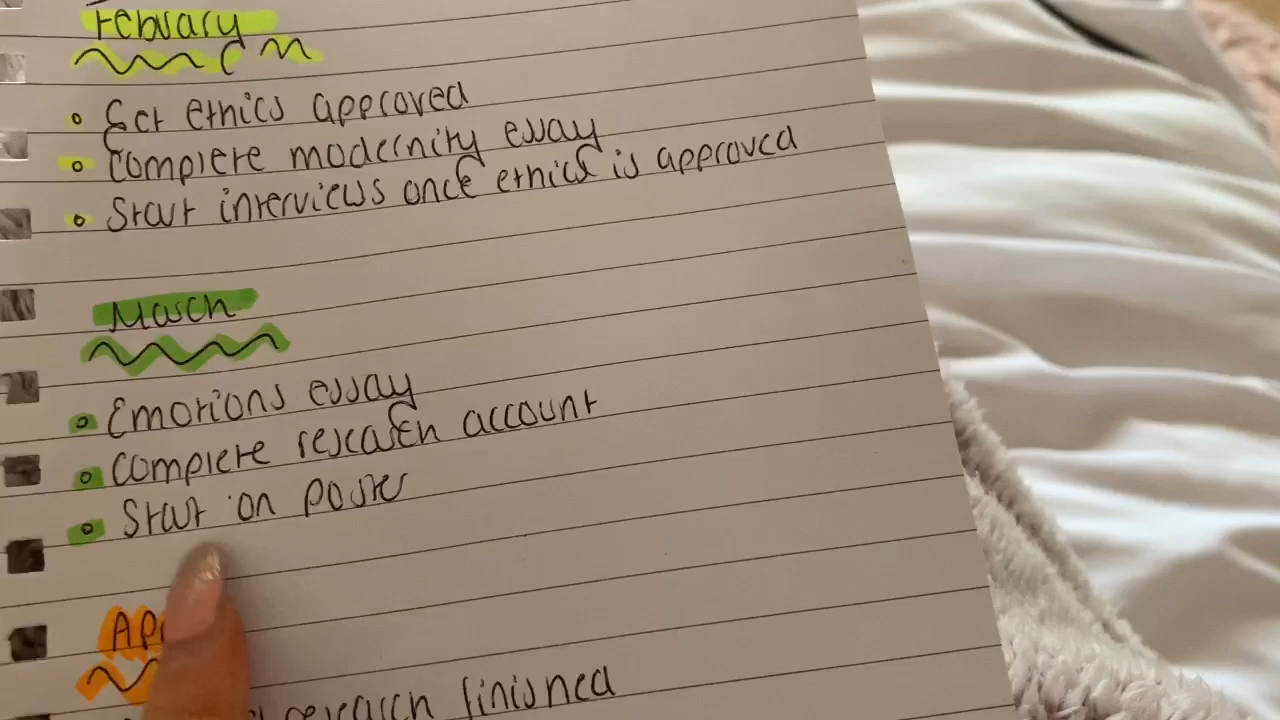 February
Get ethics approved
Complete modernity essay
Start interviews once ethics is approved
March
Emotions essay
Complete research account
Start on poster
Ap
research finished